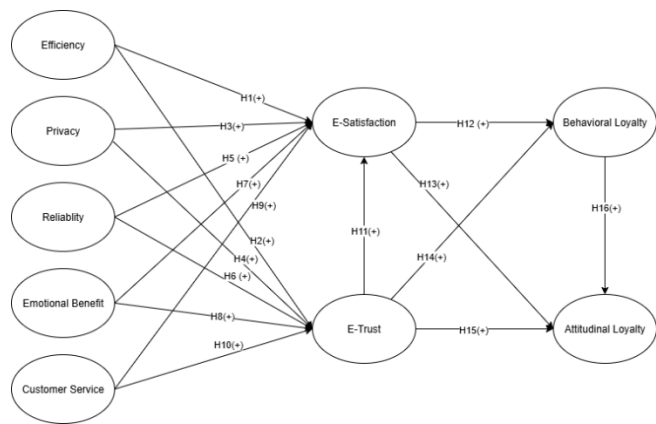 Efficiency
Privacy
Reliablity
Emotional Benefit
Customer Service
H1(+)
H3(+)
H5 (+)
H7(+)
H9(+)
H2(+)
H4(+)
H6 (+)
H8(+)
H10(+)
E-Satisfaction
H11(+)
E-Trust
H12 (+)
H13(+)
H14(+)
H15(+)
Behavioral Loyalty
H16(+)
Attitudinal Loyalty